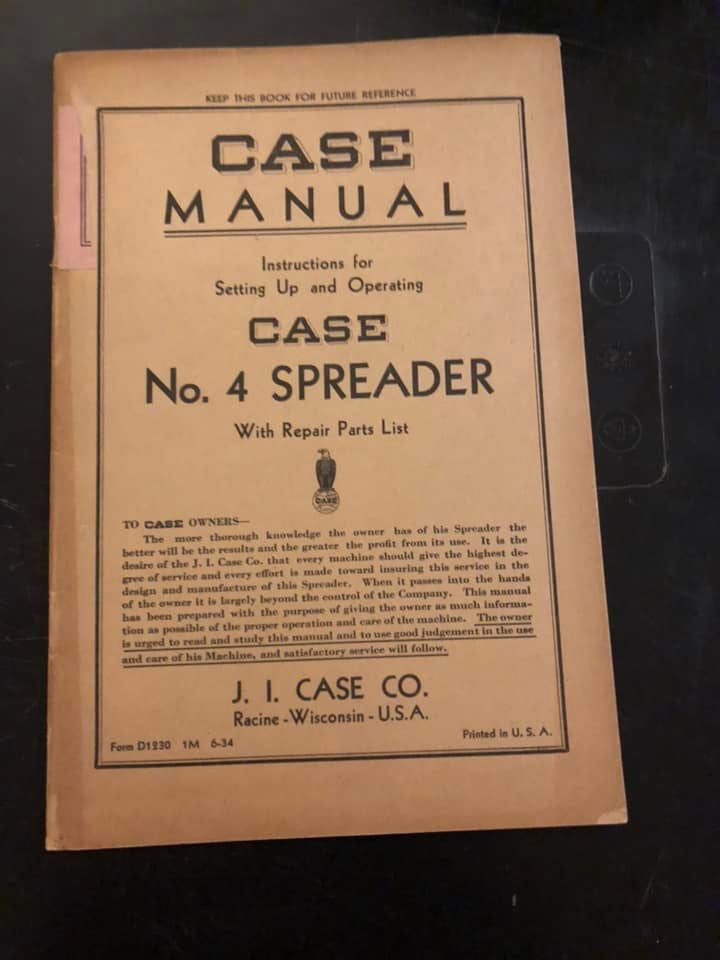 KEEP THIS BOOK FOR FUTURE REFERENCE
CASE
MANUAL
Instructions for
Setting Up and Operating
CASE
No. 4 SPREADER
With Repair Parts List
CASE
TO CASE OWNERS—
The more thorough knowledge the owner has of his Spreader the
better will be the results and the greater the profit from its use. It is the
desire of the J. I. Case Co. that every machine should give the highest de-
gree of service and every effort is made toward insuring this service in the
design and manufacture of this Spreader. When it passes into the hands
of the owner it is largely beyond the control of the Company. This manual
has been prepared with the purpose of giving the owner as much informa-
tion as possible of the proper operation and care of the machine. The owner
is urged to read and study this manual and to use good judgement in the use
and care of his Machine, and satisfactory service will follow.
J. I. CASE CO.
Racine - Wisconsin - U.S.A.
Form D1230 1M 6-34
Printed in U. S. A.